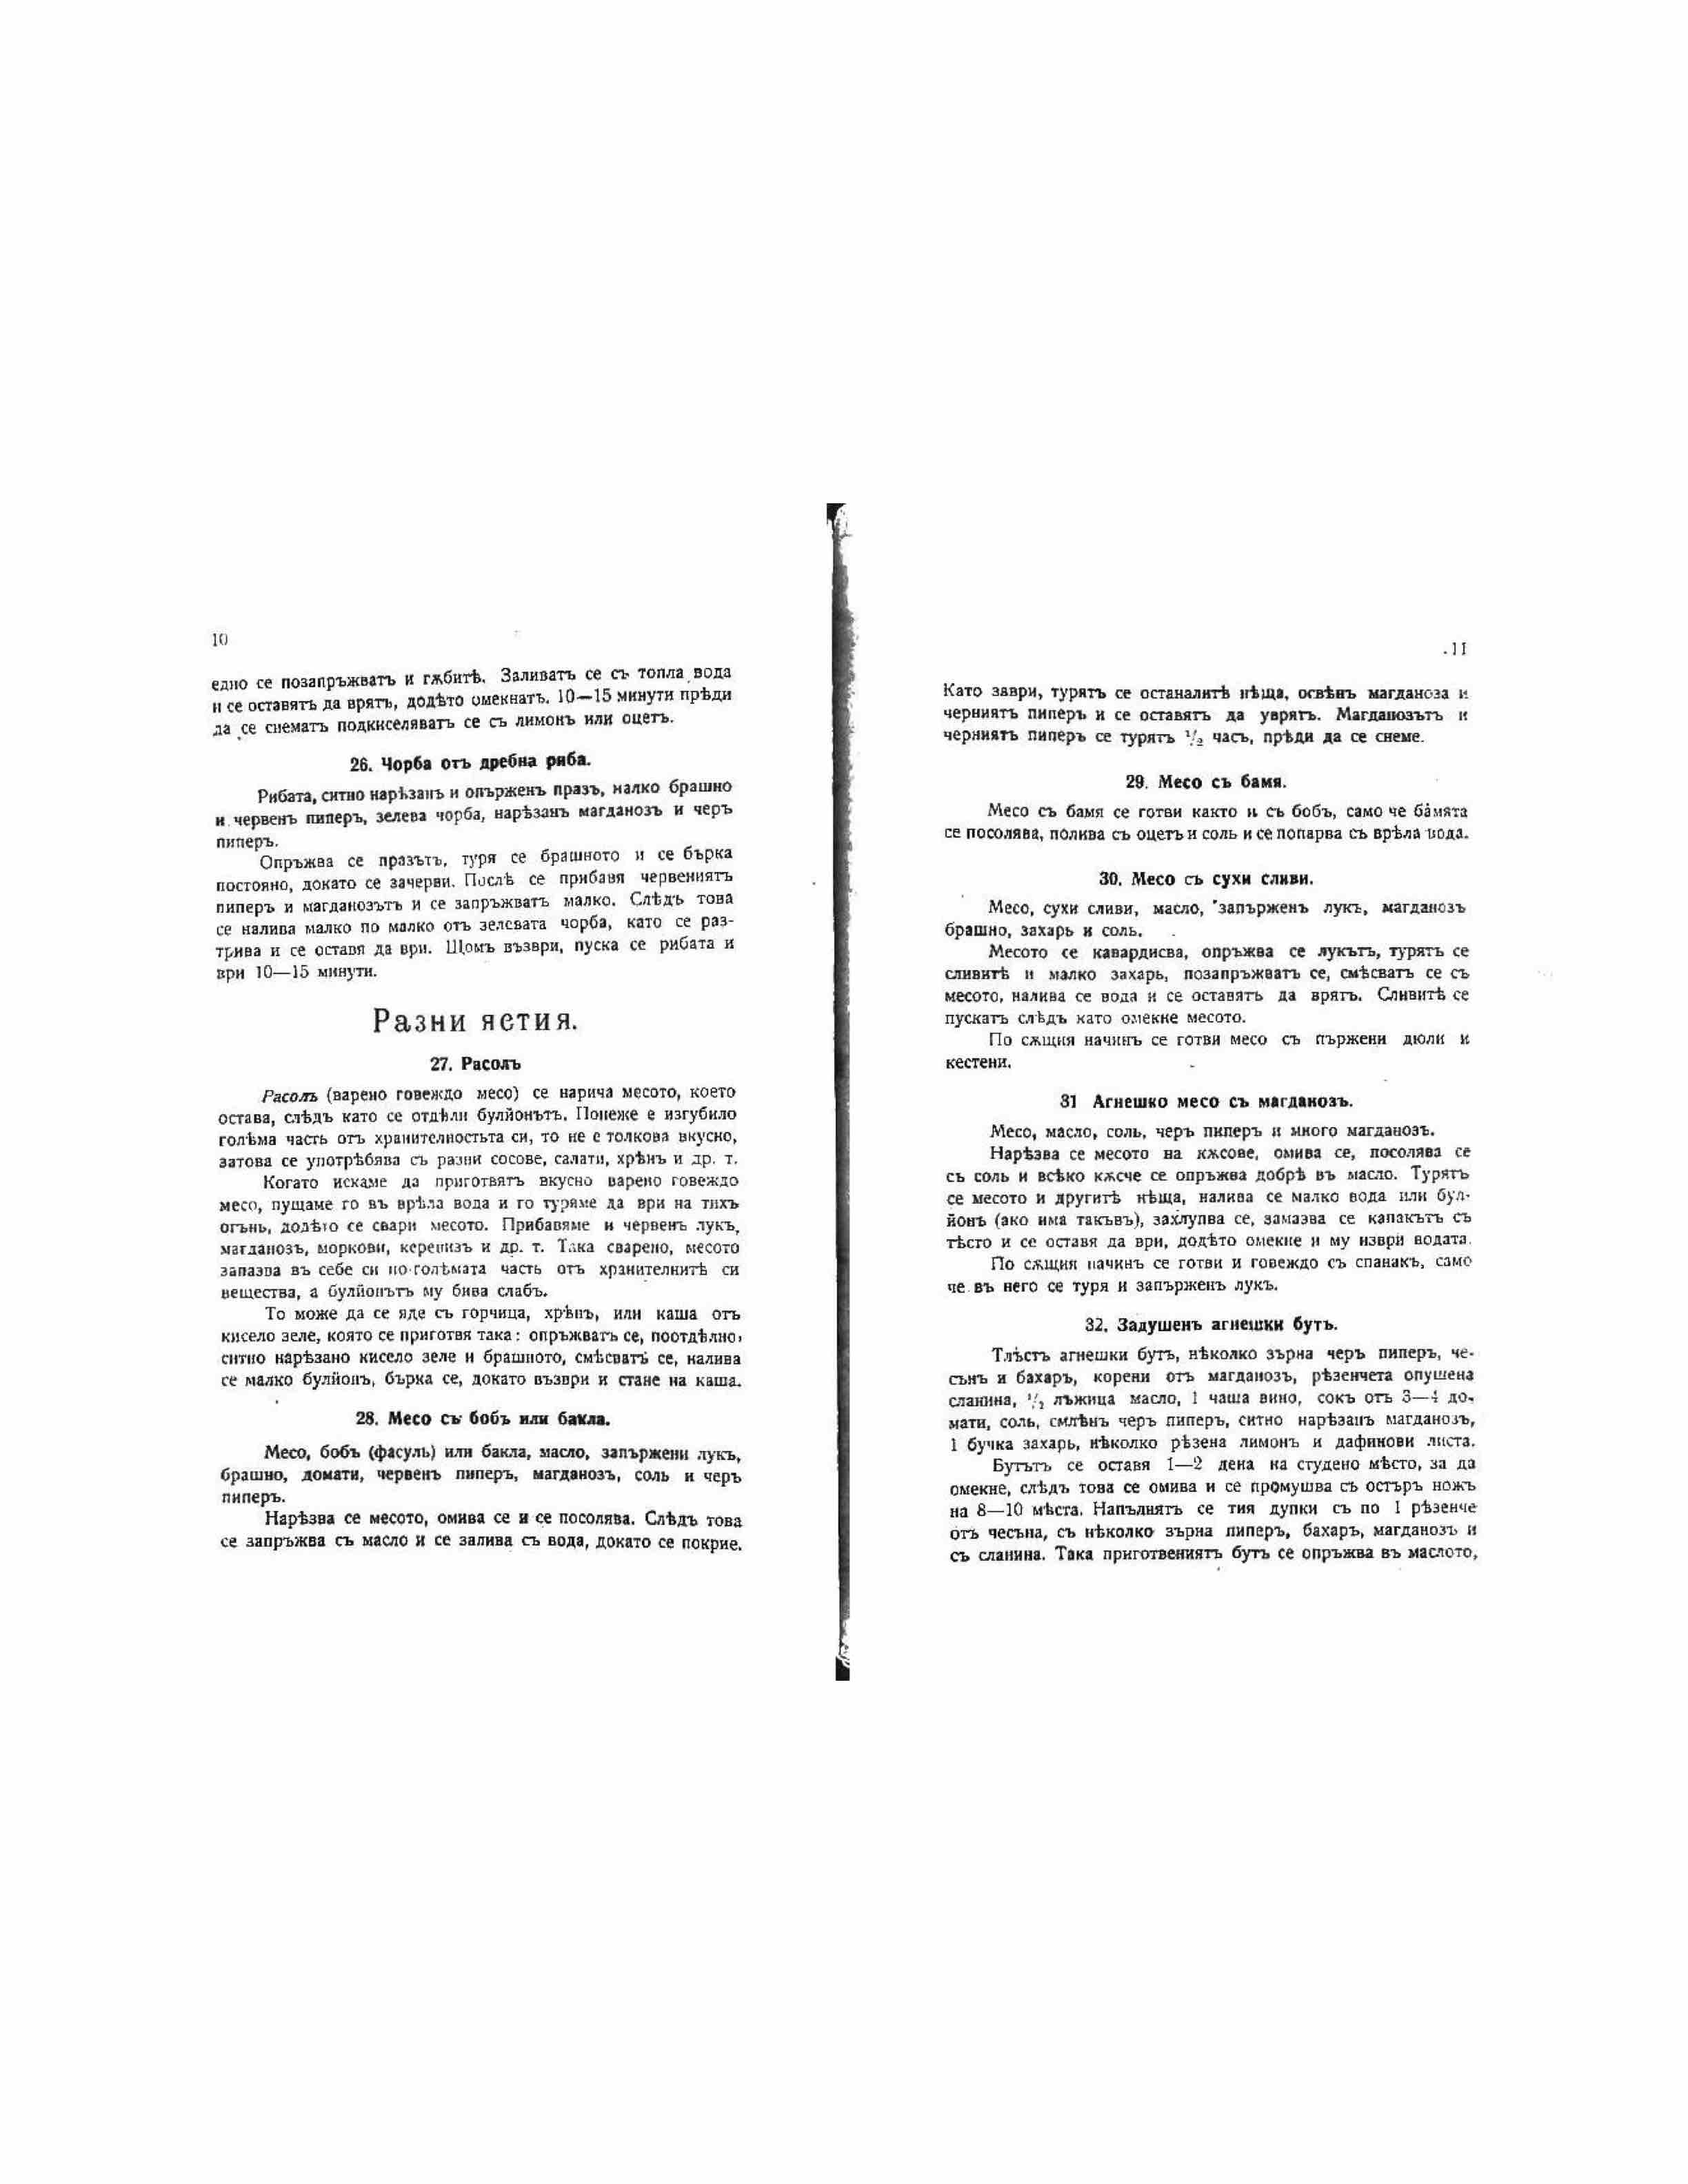 10
едно се позапръжватъ и гѫбитѣ. Заливатъ се съ топла вода
и се оставятъ да врятъ, додѣто омекнатъ. 10—15 минути прѣди
да се снематъ подкиселяватъ се съ лимонъ или оцетъ.
26. Чорба отъ дребна риба.
Рибата, ситно нарѣзанъ и опърженъ празъ, малко брашно
и червенъ пиперъ, зелева чорба, нарѣзанъ магданозъ и черъ
пиперъ.
Опръжва се празътъ, туря се брашното и се бърка
постояно, докато се зачерви. Послѣ се прибавя червениятъ
пиперъ и магданозътъ и се запръжватъ малко. Слѣдъ това
се налива малко по малко отъ зелевата чорба, като се раз-
трива и се оставя да ври. Щомъ възври, пуска се рибата и
ври 10—15 минути.
Разни ястия.
27. Расолъ
Расолъ (варено говеждо месо) се нарича месото, което
остава, слѣдъ като се отдѣли булйонътъ. Понеже е изгубило
голѣма часть отъ хранителностьта си, то не е толкова вкусно,
затова се употрѣбява съ разни сосове, салати, хрѣнъ и др. т.
Когато искаме да приготвятъ вкусно варено говеждо
месо, пущаме го въ врѣла вода и го туряме да ври на тихъ
огънь, додѣто се свари месото. Прибавяме и червенъ лукъ,
магданозъ, моркови, керевизъ и др. т. Така сварено, месото
запазва въ себе си по-голѣмата часть отъ хранителнитѣ си
вещества, а булйонътъ му бива слабъ.
То може да се яде съ горчица, хрѣнъ, или каша отъ
кисело зеле, която се приготвя така: опръжватъ се, поотдѣлно,
ситно нарѣзано кисело зеле и брашното, смѣсватъ се, налива
се малко булйонъ, бърка се, докато възври и стане на каша.
28. Месо съ бобъ или бакла.
Месо, бобъ (фасуль) или бакла, масло, запържени лукъ,
брашно, домати, червенъ пиперъ, магданозъ, соль и черъ
пиперъ.
Нарѣзва се месото, омива се и се посолява. Слѣдъ това
се запръжва съ масло и се залива съ вода, докато се покрие.
11
Като заври, турятъ се останалитѣ нѣща, освѣнъ магданоза и
черниятъ пиперъ и се оставятъ да уврятъ. Магданозътъ и
черниятъ пиперъ се турятъ ½ часъ, прѣди да се снеме.
29. Месо съ бамя.
Месо съ бамя се готви както и съ бобъ, само че бамята
се посолява, полива съ оцетъ и соль и се попарва съ врѣла вода.
30. Месо съ сухи сливи.
Месо, сухи сливи, масло, запърженъ лукъ, магданозъ
брашно, захарь и соль.
Месото се кавардисва, опръжва се лукътъ, турятъ се
сливитѣ и малко захарь, позапръжватъ се, смѣсватъ се съ
месото, налива се вода и се оставятъ да врятъ. Сливитѣ се
пускатъ слѣдъ като омекне месото.
По сѫщия начинъ се готви месо съ пържени дюли и
кестени.
31 Агнешко месо съ магданозъ.
Месо, масло, соль, черъ пиперъ и много магданозъ.
Нарѣзва се месото на кѫсове, омива се, посолява се
съ соль и всѣко кѫсче се опръжва добрѣ въ масло. Турятъ
се месото и другитѣ нѣща, налива се малко вода или бул-
йонъ (ако има такъвъ), захлупва се, замазва се капакътъ съ
тѣсто и се оставя да ври, додѣто омекне и му изври водата.
По сѫщия начинъ се готви и говеждо съ спанакъ, само
че въ него се туря и запърженъ лукъ.
32. Задушенъ агнешки бутъ.
Тлѣстъ агнешки бутъ, нѣколко зърна черъ пиперъ, че-
сънъ и бахаръ, корени отъ магданозъ, рѣзенчета опушена
сланина, ½ лъжица масло, 1 чаша вино, сокъ отъ 3—4 до-
мати, соль, смлѣнъ черъ пиперъ, ситно нарѣзанъ магданозъ,
1 бучка захарь, нѣколко рѣзена лимонъ и дафинови листа.
Бутътъ се оставя 1—2 дена на студено мѣсто, за да
омекне, слѣдъ това се омива и се промушва съ остъръ ножъ
на 8—10 мѣста. Напълнятъ се тия дупки съ по 1 рѣзенче
отъ чесъна, съ нѣколко зърна пиперъ, бахаръ, магданозъ и
съ сланина. Така приготвениятъ бутъ се опръжва въ маслото,